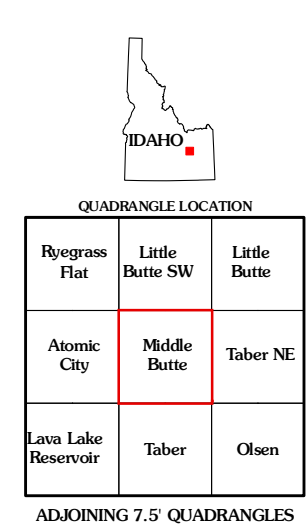 IDAHO
QUADRANGLE LOCATION
Ryegrass
Flat
Little
Butte SW
Little
Butte
Atomic
City
Middle
Butte
Taber NE
Lava Lake
Reservoir
Taber
Olsen
ADJOINING 7.5' QUADRANGLES